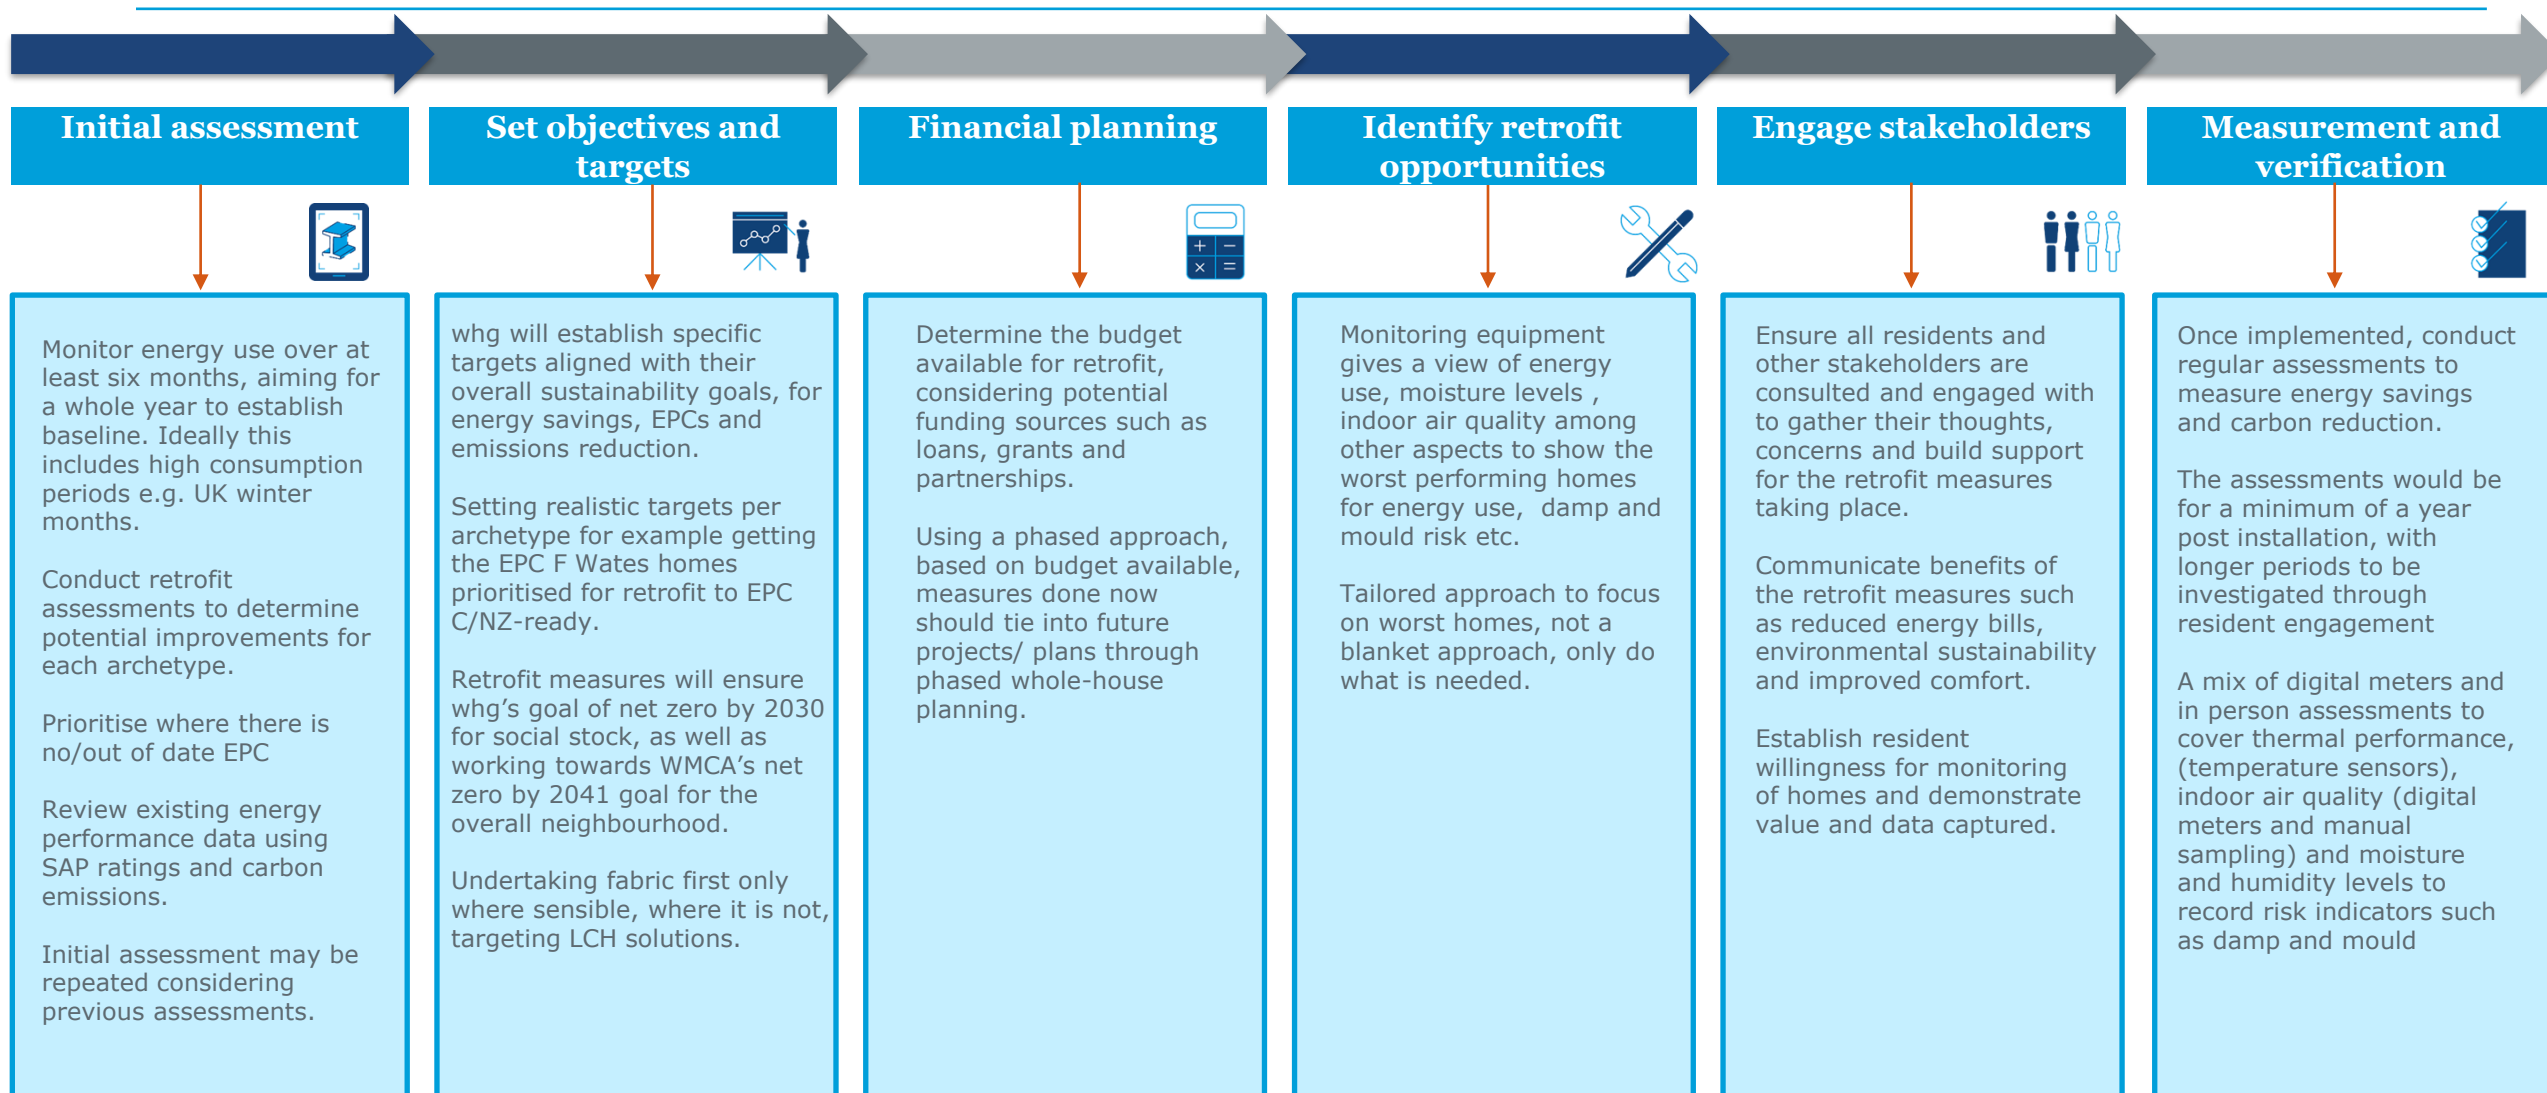 Initial assessment
Monitor energy use over at
least six months, aiming for
a whole year to establish
baseline. Ideally this
includes high consumption
periods e.g. UK winter
months.
Conduct retrofit
assessments to determine
potential improvements for
each archetype.
Prioritise where there is
no/out of date EPC
Review existing energy
performance data using
SAP ratings and carbon
emissions.
Initial assessment may be
repeated considering
previous assessments.
Set objectives and
targets
whg will establish specific
targets aligned with their
overall sustainability goals, for
energy savings, EPCs and
emissions reduction.
Setting realistic targets per
archetype for example getting
the EPC F Wates homes
prioritised for retrofit to EPC
C/NZ-ready.
Retrofit measures will ensure
whg’s goal of net zero by 2030
for social stock, as well as
working towards WMCA’s net
zero by 2041 goal for the
overall neighbourhood.
Undertaking fabric first only
where sensible, where it is not,
targeting LCH solutions.
Financial planning
Determine the budget
available for retrofit,
considering potential
funding sources such as
loans, grants and
partnerships.
Using a phased approach,
based on budget available,
measures done now
should tie into future
projects/ plans through
phased whole-house
planning.
Identify retrofit
opportunities
Monitoring equipment
gives a view of energy
use, moisture levels ,
indoor air quality among
other aspects to show the
worst performing homes
for energy use, damp and
mould risk etc.
Tailored approach to focus
on worst homes, not a
blanket approach, only do
what is needed.
Engage stakeholders
Ensure all residents and
other stakeholders are
consulted and engaged with
to gather their thoughts,
concerns and build support
for the retrofit measures
taking place.
Communicate benefits of
the retrofit measures such
as reduced energy bills,
environmental sustainability
and improved comfort.
Establish resident
willingness for monitoring
of homes and demonstrate
value and data captured.
Measurement and
verification
Once implemented, conduct
regular assessments to
measure energy savings
and carbon reduction.
The assessments would be
for a minimum of a year
post installation, with
longer periods to be
investigated through
resident engagement
A mix of digital meters and
in person assessments to
cover thermal performance,
(temperature sensors),
indoor air quality (digital
meters and manual
sampling) and moisture
and humidity levels to
record risk indicators such
as damp and mould